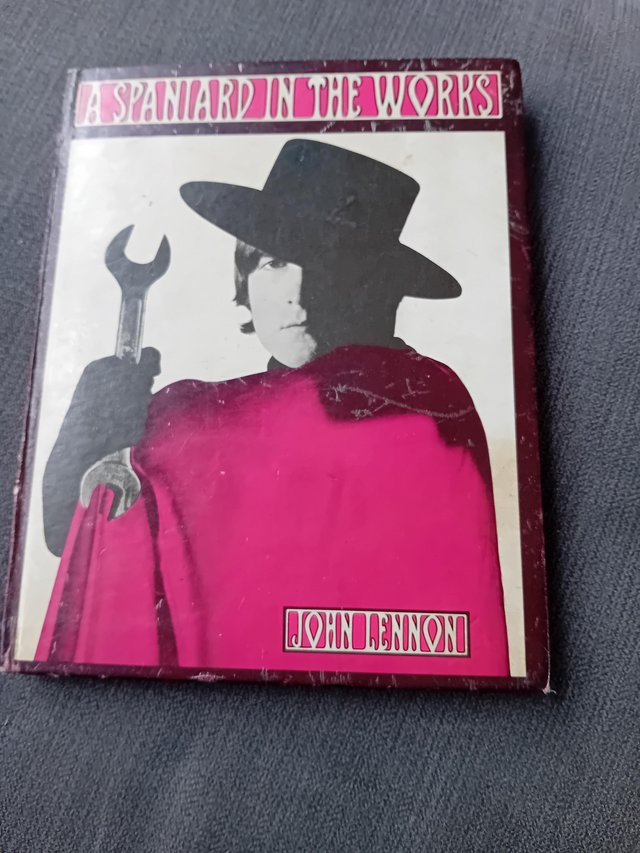 A SPANIARD IN THE WORKS
JOHN LENNON